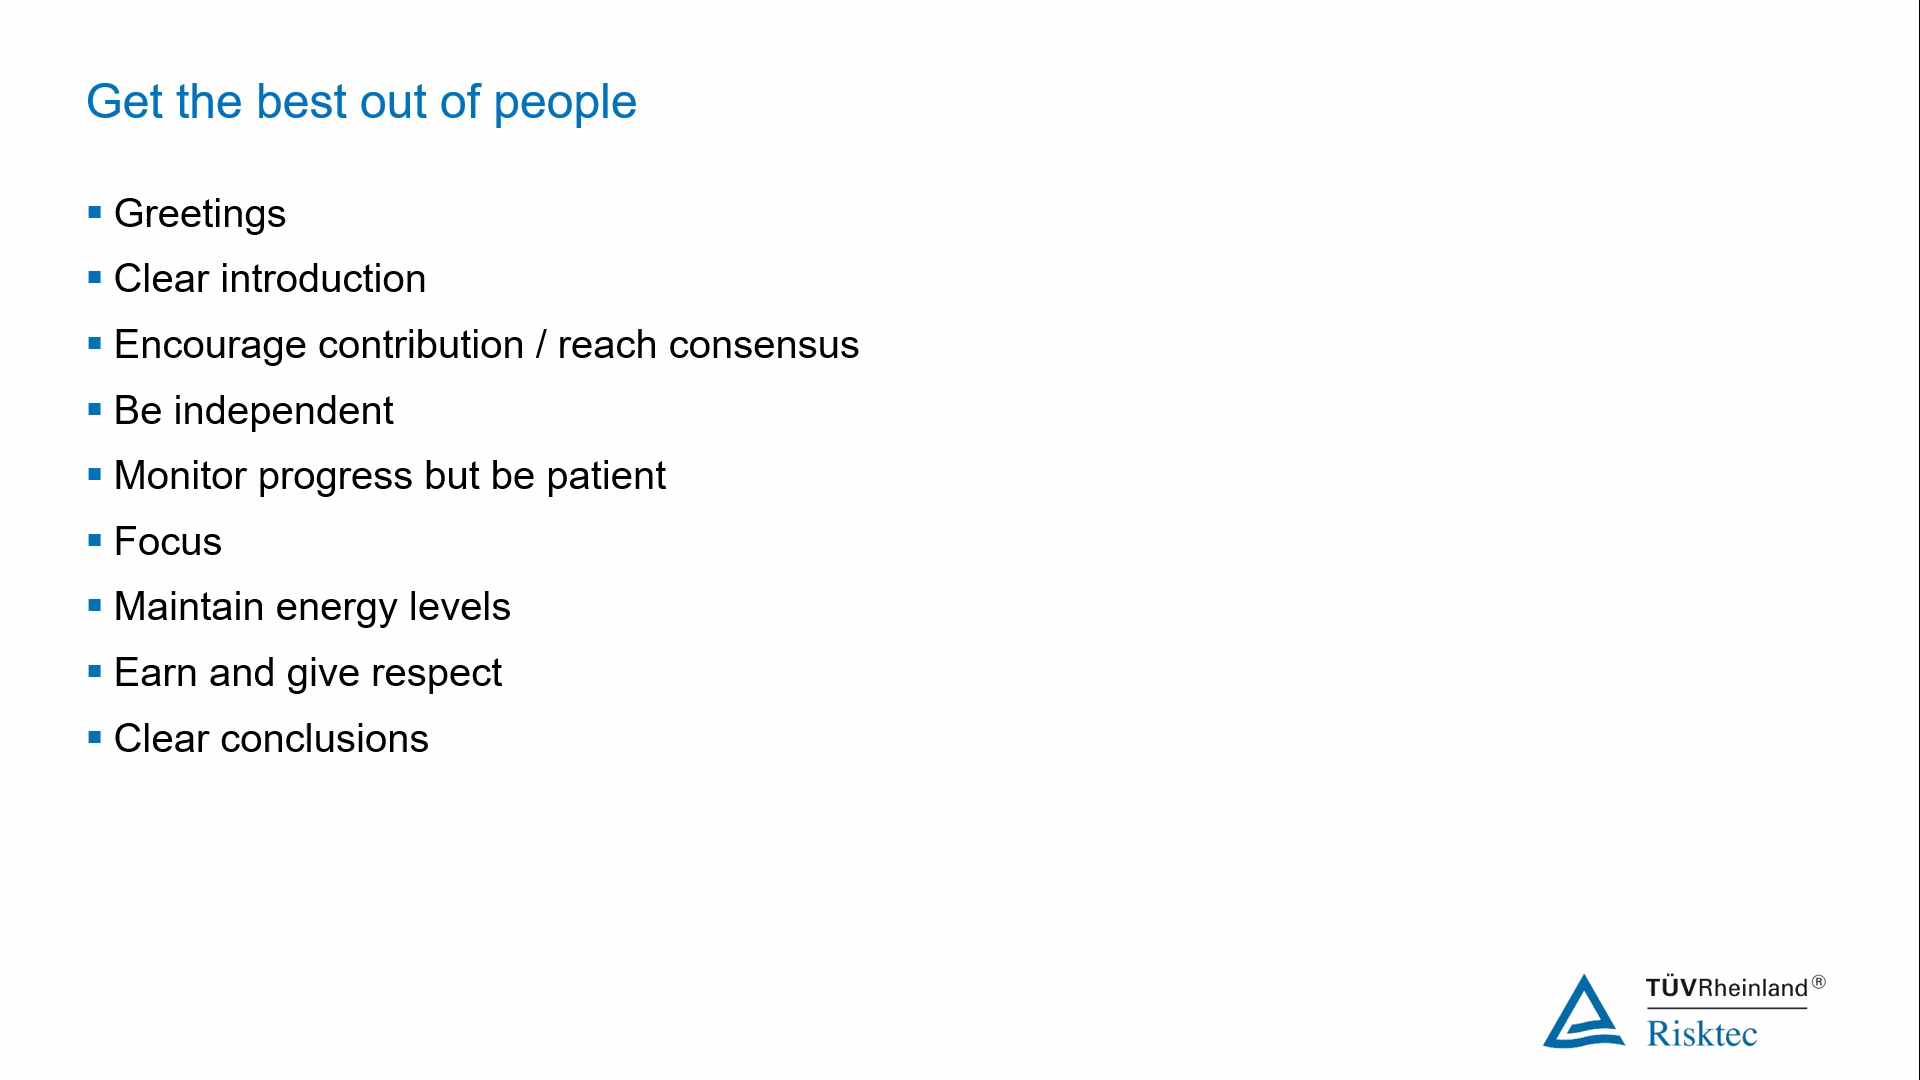 Get the best out of people
Greetings
Clear introduction
Encourage contribution / reach consensus
Be independent
Monitor progress but be patient
Focus
Maintain energy levels
Earn and give respect
Clear conclusions
TÜVRheinland®
Risktec